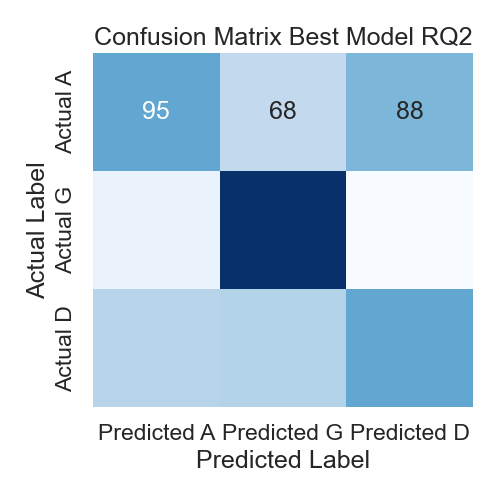 Confusion Matrix Best Model RQ2
Actual Label
Actual A
95 68 88
Actual G
Actual D
Predicted A Predicted G Predicted D
Predicted Label